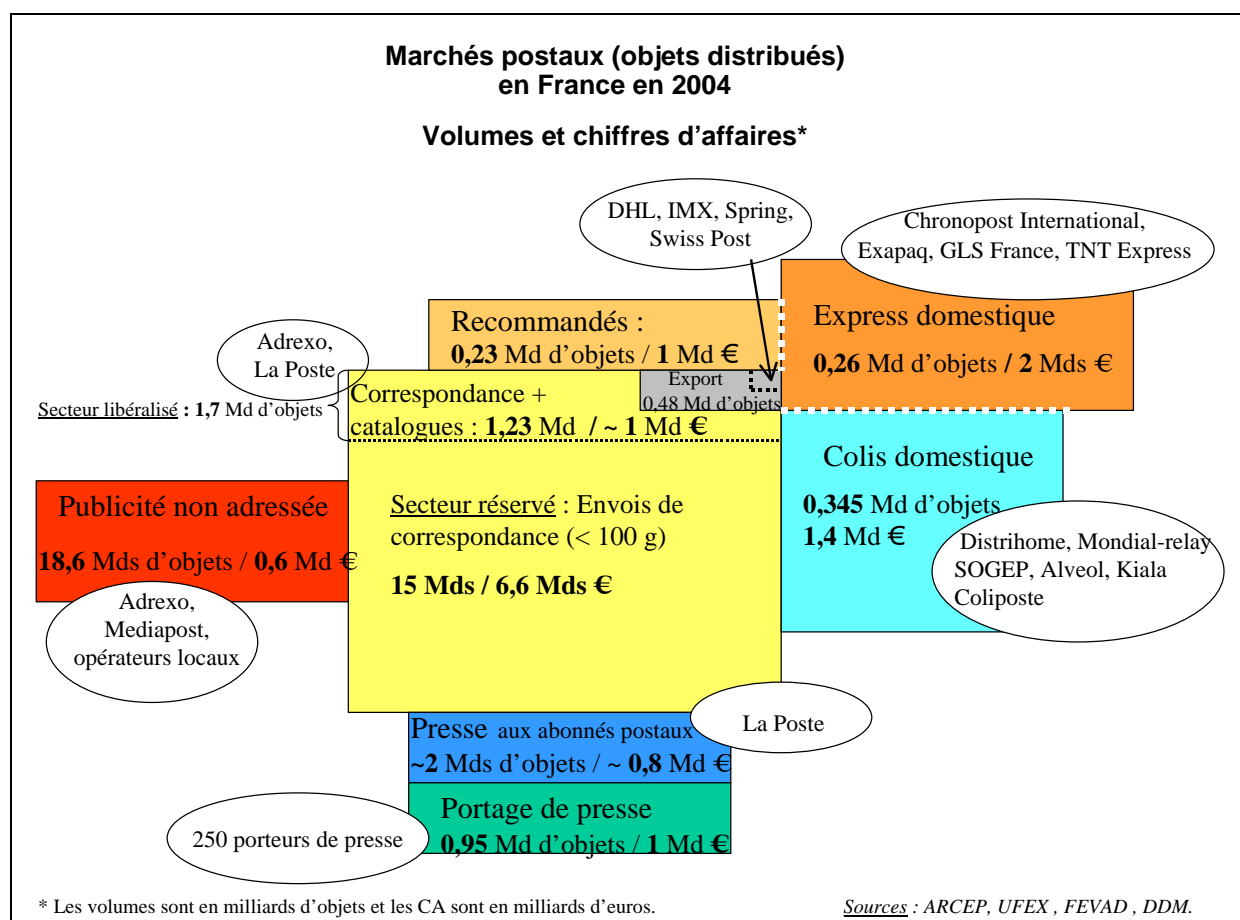 Marchés postaux (objets distribués)
en France en 2004
Volumes et chiffres d’affaires*
DHL, IMX, Spring,
Swiss Post
Chronopost International,
Exapaq, GLS France, TNT Express
Recommandés :
0,23 Md d’objets / 1 Md €
Express domestique
0,26 Md d’objets / 2 Mds €
Adrexo,
La Poste
Export
0,48 Md d’objets
Secteur libéralisé : 1,7 Md d’objets
Correspondance +
catalogues : 1,23 Md / ~ 1 Md €
Colis domestique
0,345 Md d’objets
1,4 Md €
Publicité non adressée
18,6 Mds d’objets / 0,6 Md €
Secteur réservé : Envois de
correspondance (< 100 g)
15 Mds / 6,6 Mds €
Distrihome, Mondial-relay
SOGEP, Alveol, Kiala
Coliposte
Adrexo,
Mediapost,
opérateurs locaux
La Poste
Presse aux abonnés postaux
~2 Mds d’objets / ~ 0,8 Md €
Portage de presse
0,95 Md d’objets / 1 Md €
250 porteurs de presse
* Les volumes sont en milliards d’objets et les CA sont en milliards d’euros.
Sources : ARCEP, UFEX , FEVAD , DDM.